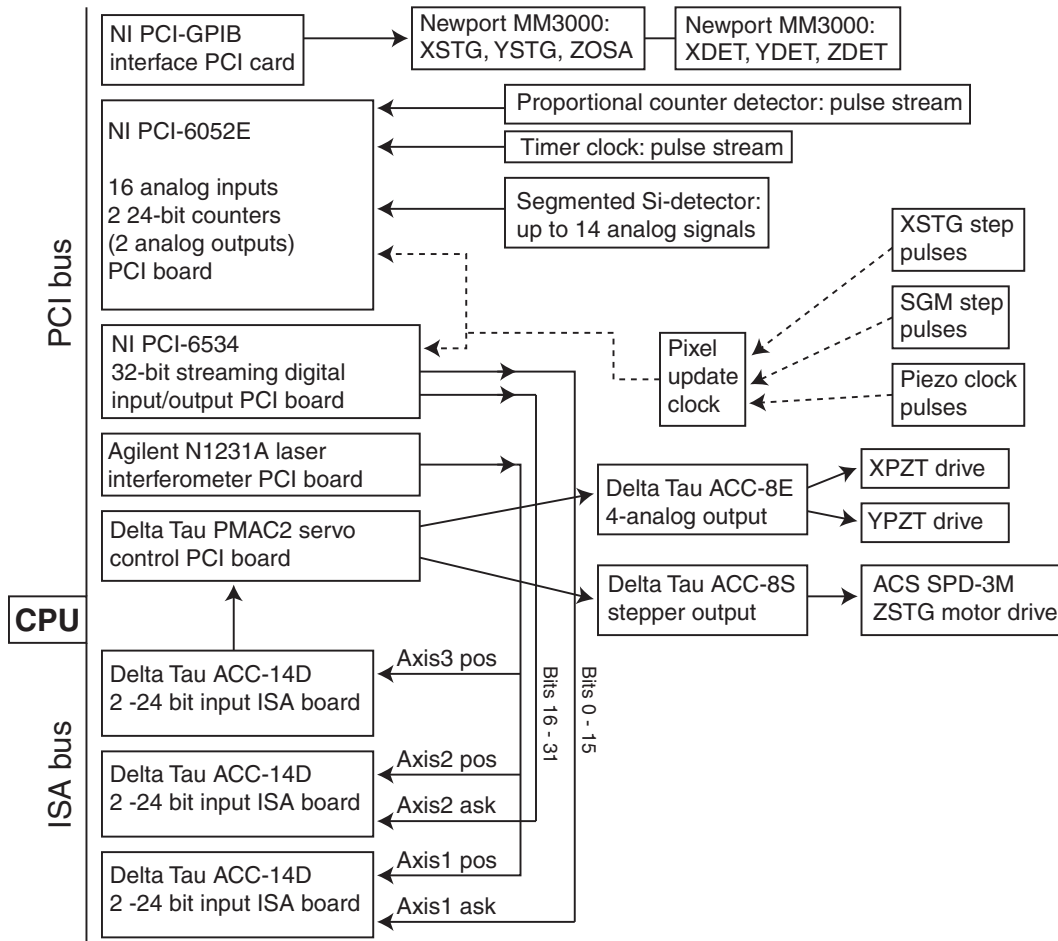 NI PCI-GPIB
interface PCI card
Newport MM3000:
XSTG, YSTG, ZOSA
Newport MM3000:
XDET, YDET, ZDET
NI PCI-6052E
16 analog inputs
2 24-bit counters
(2 analog outputs)
PCI board
Proportional counter detector: pulse stream
Timer clock: pulse stream
Segmented Si-detector:
up to 14 analog signals
XSTG step
pulses
SGM step
pulses
Piezo clock
pulses
Pixel
update
clock
PCI bus
NI PCI-6534
32-bit streaming digital
input/output PCI board
Agilent N1231A laser
interferometer PCI board
Delta Tau PMAC2 servo
control PCI board
Delta Tau ACC-8E
4-analog output
XPZT drive
YPZT drive
Delta Tau ACC-8S
stepper output
ACS SPD-3M
ZSTG motor drive
CPU
ISA bus
Delta Tau ACC-14D
2 -24 bit input ISA board
Axis3 pos
Bits 16 - 31
Bits 0 - 15
Delta Tau ACC-14D
2 -24 bit input ISA board
Axis2 pos
Axis2 ask
Delta Tau ACC-14D
2 -24 bit input ISA board
Axis1 pos
Axis1 ask